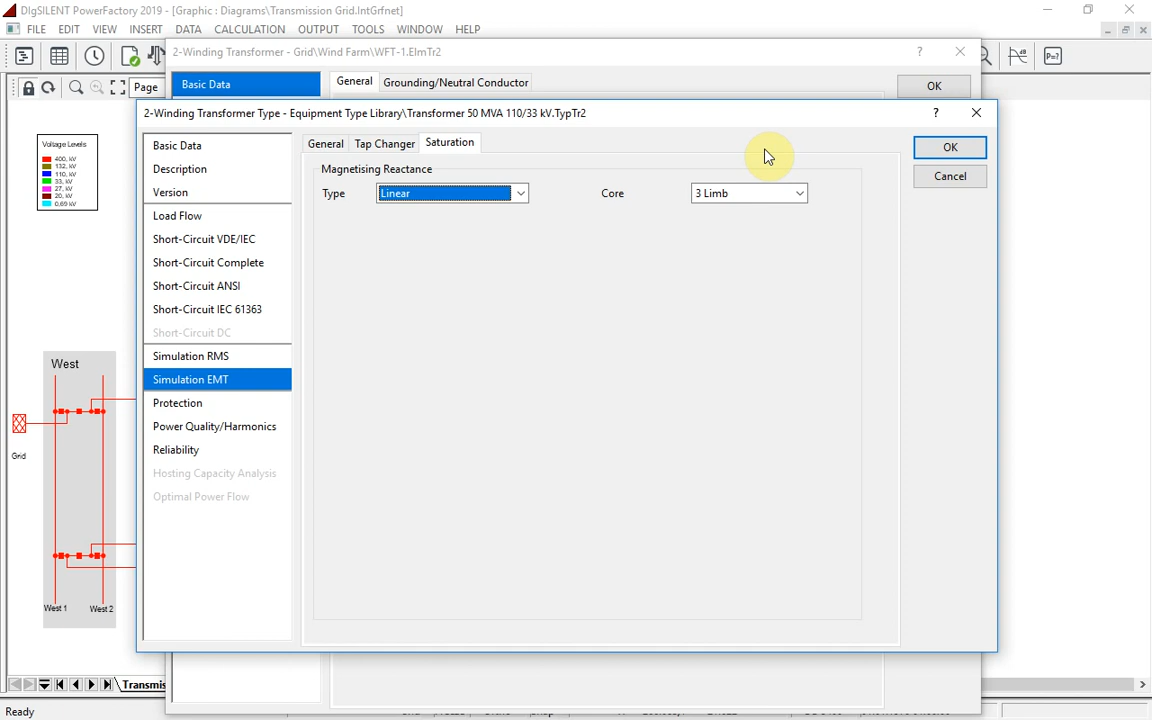 DIgSILENT PowerFactory 2019 - [Graphic : Diagrams\Transmission Grid.IntGrfnet]
FILE EDIT VIEW INSERT DATA CALCULATION OUTPUT TOOLS WINDOW HELP
2-Winding Transformer - Grid\Wind Farm\WFT-1.ElmTr2
Page
Basic Data
General
Grounding/Neutral Conductor
OK
2-Winding Transformer Type - Equipment Type Library\Transformer 50 MVA 110/33 kV.TypTr2
Basic Data
Description
Version
Load Flow
Short-Circuit VDE/IEC
Short-Circuit Complete
Short-Circuit ANSI
Short-Circuit IEC 61363
Short-Circuit DC
Simulation RMS
Simulation EMT
Protection
Power Quality/Harmonics
Reliability
Hosting Capacity Analysis
Optimal Power Flow
General
Tap Changer
Saturation
Magnetising Reactance
Type
Linear
Core
3 Limb
OK
Cancel
Voltage Levels
400, kV
132, kV
110, kV
33, kV
27, kV
20, kV
0,69 kV
West
Grid
West 1
West 2
Transmis
Ready